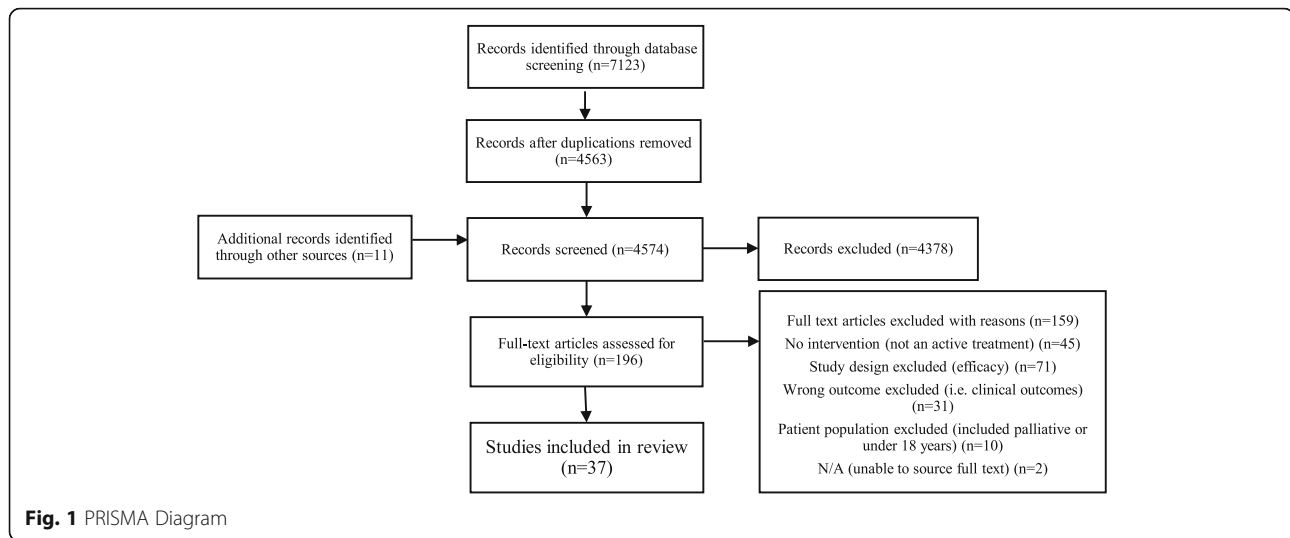 Records identified through database
screening (n=7123)
Records after duplications removed
(n=4563)
Additional records identified
through other sources (n=11)
Records screened (n=4574)
Records excluded (n=4378)
Full-text articles assessed for
eligibility (n=196)
Full text articles excluded with reasons (n=159)
No intervention (not an active treatment) (n=45)
Study design excluded (efficacy) (n=71)
Wrong outcome excluded (i.e. clinical outcomes)
(n=31)
Patient population excluded (included palliative or
under 18 years) (n=10)
N/A (unable to source full text) (n=2)
Studies included in review
(n=37)
Fig. 1 PRISMA Diagram